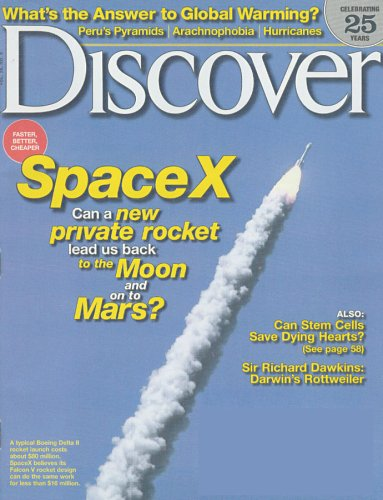 What's the Answer to Global Warming?
Peru's Pyramids | Arachnophobia | Hurricanes
CELEBRATING
25
YEARS
Discover
FASTER,
BETTER,
CHEAPER
SpaceX
Can a new
private rocket
lead us back
to the Moon
and
on to
Mars?
ALSO:
Can Stem Cells
Save Dying Hearts?
(See page 58)
Sir Richard Dawkins:
Darwin's Rottweiler
A typical Boeing Delta II
rocket launch costs
about $80 million.
SpaceX believes its
Falcon V rocket design
can do the same work
for less than $16 million.